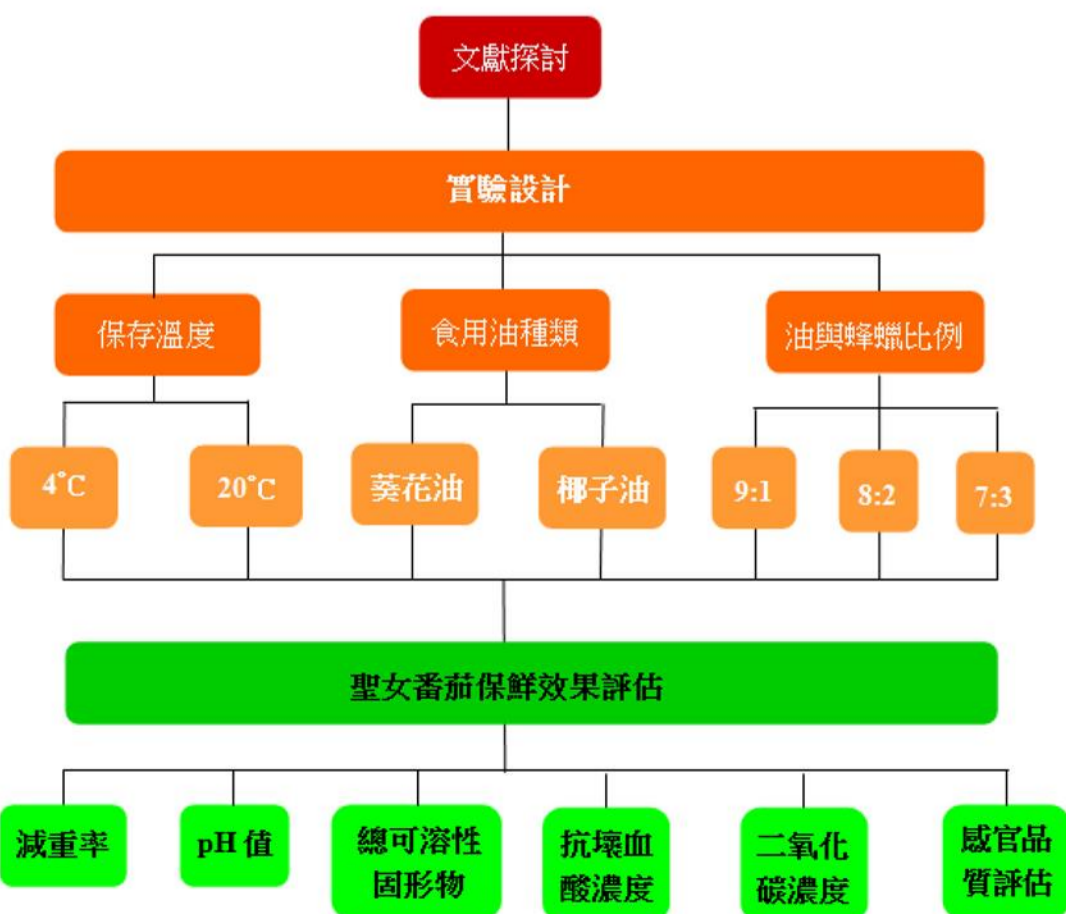 文獻探討
實驗設計
保存溫度
食用油種類
油與蜂蠟比例
4°C
20°C
葵花油
椰子油
9:1
8:2
7:3
聖女番茄保鮮效果評估
減重率
pH 值
總可溶性
固形物
抗壞血
酸濃度
二氧化
碳濃度
感官品
質評估